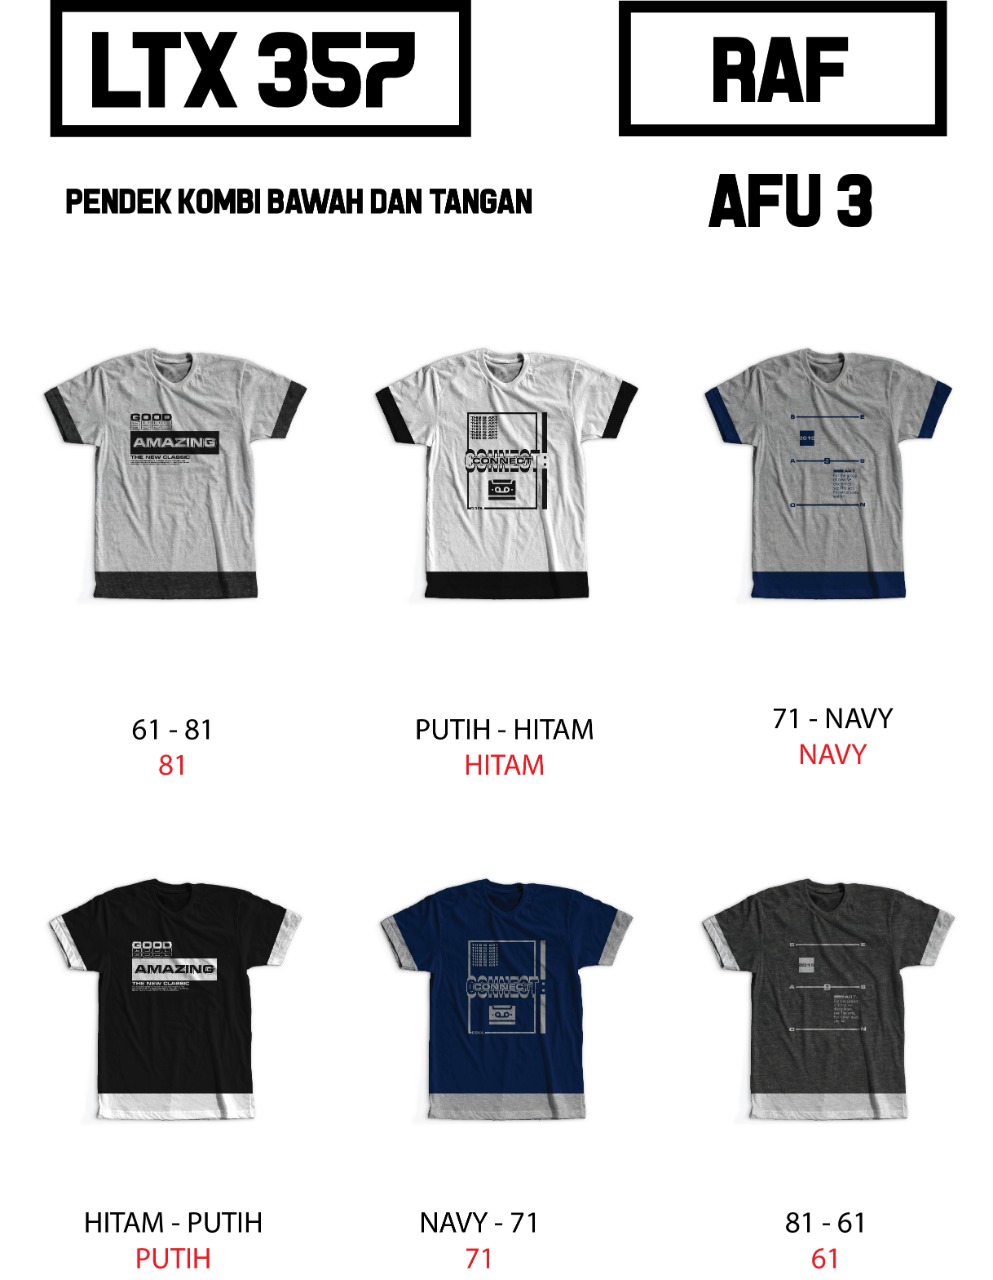 LTX 357
RAF
PENDEK KOMBI BAWAH DAN TANGAN
AFU 3
GOOD
AMAZING
THE NEW CLASSIC
CONNECT
61 - 81
81
PUTIH - HITAM
HITAM
71 - NAVY
NAVY
GOOD
AMAZING
THE NEW CLASSIC
CONNECT
HITAM - PUTIH
PUTIH
NAVY - 71
71
81 - 61
61